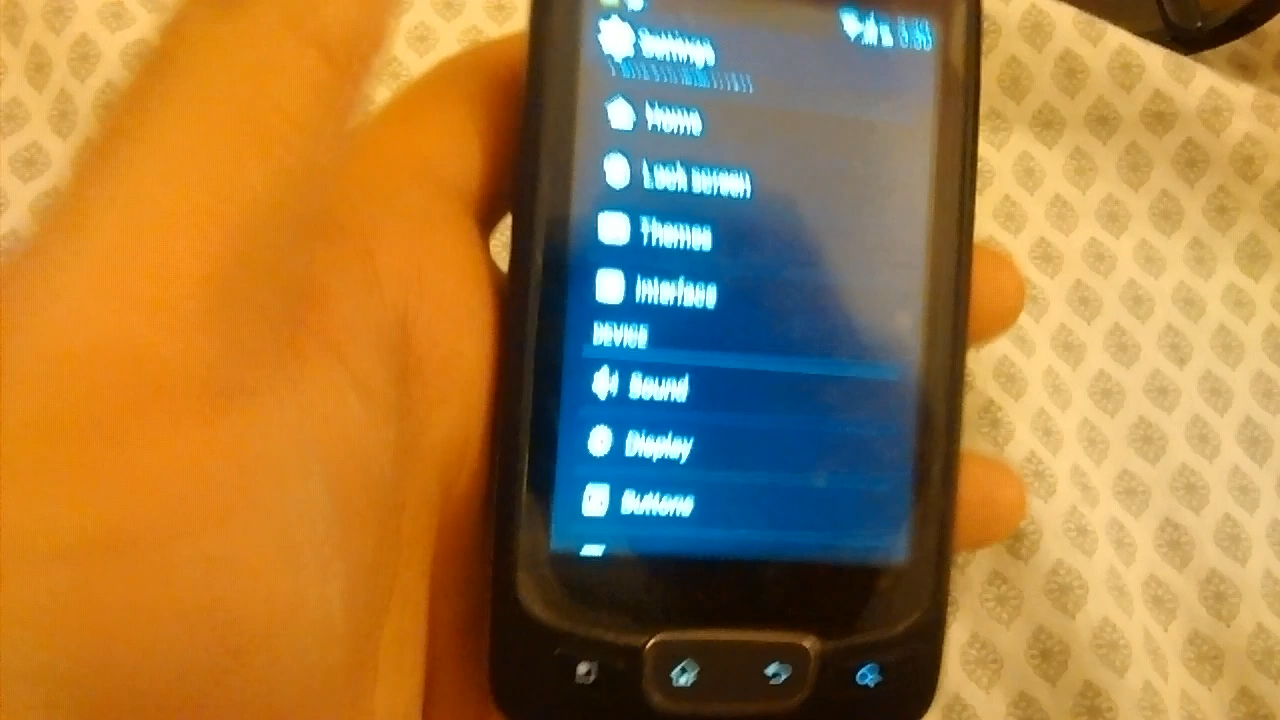 Settings
Home
Lock screen
Themes
Interface
DEVICE
Sound
Display
Buttons